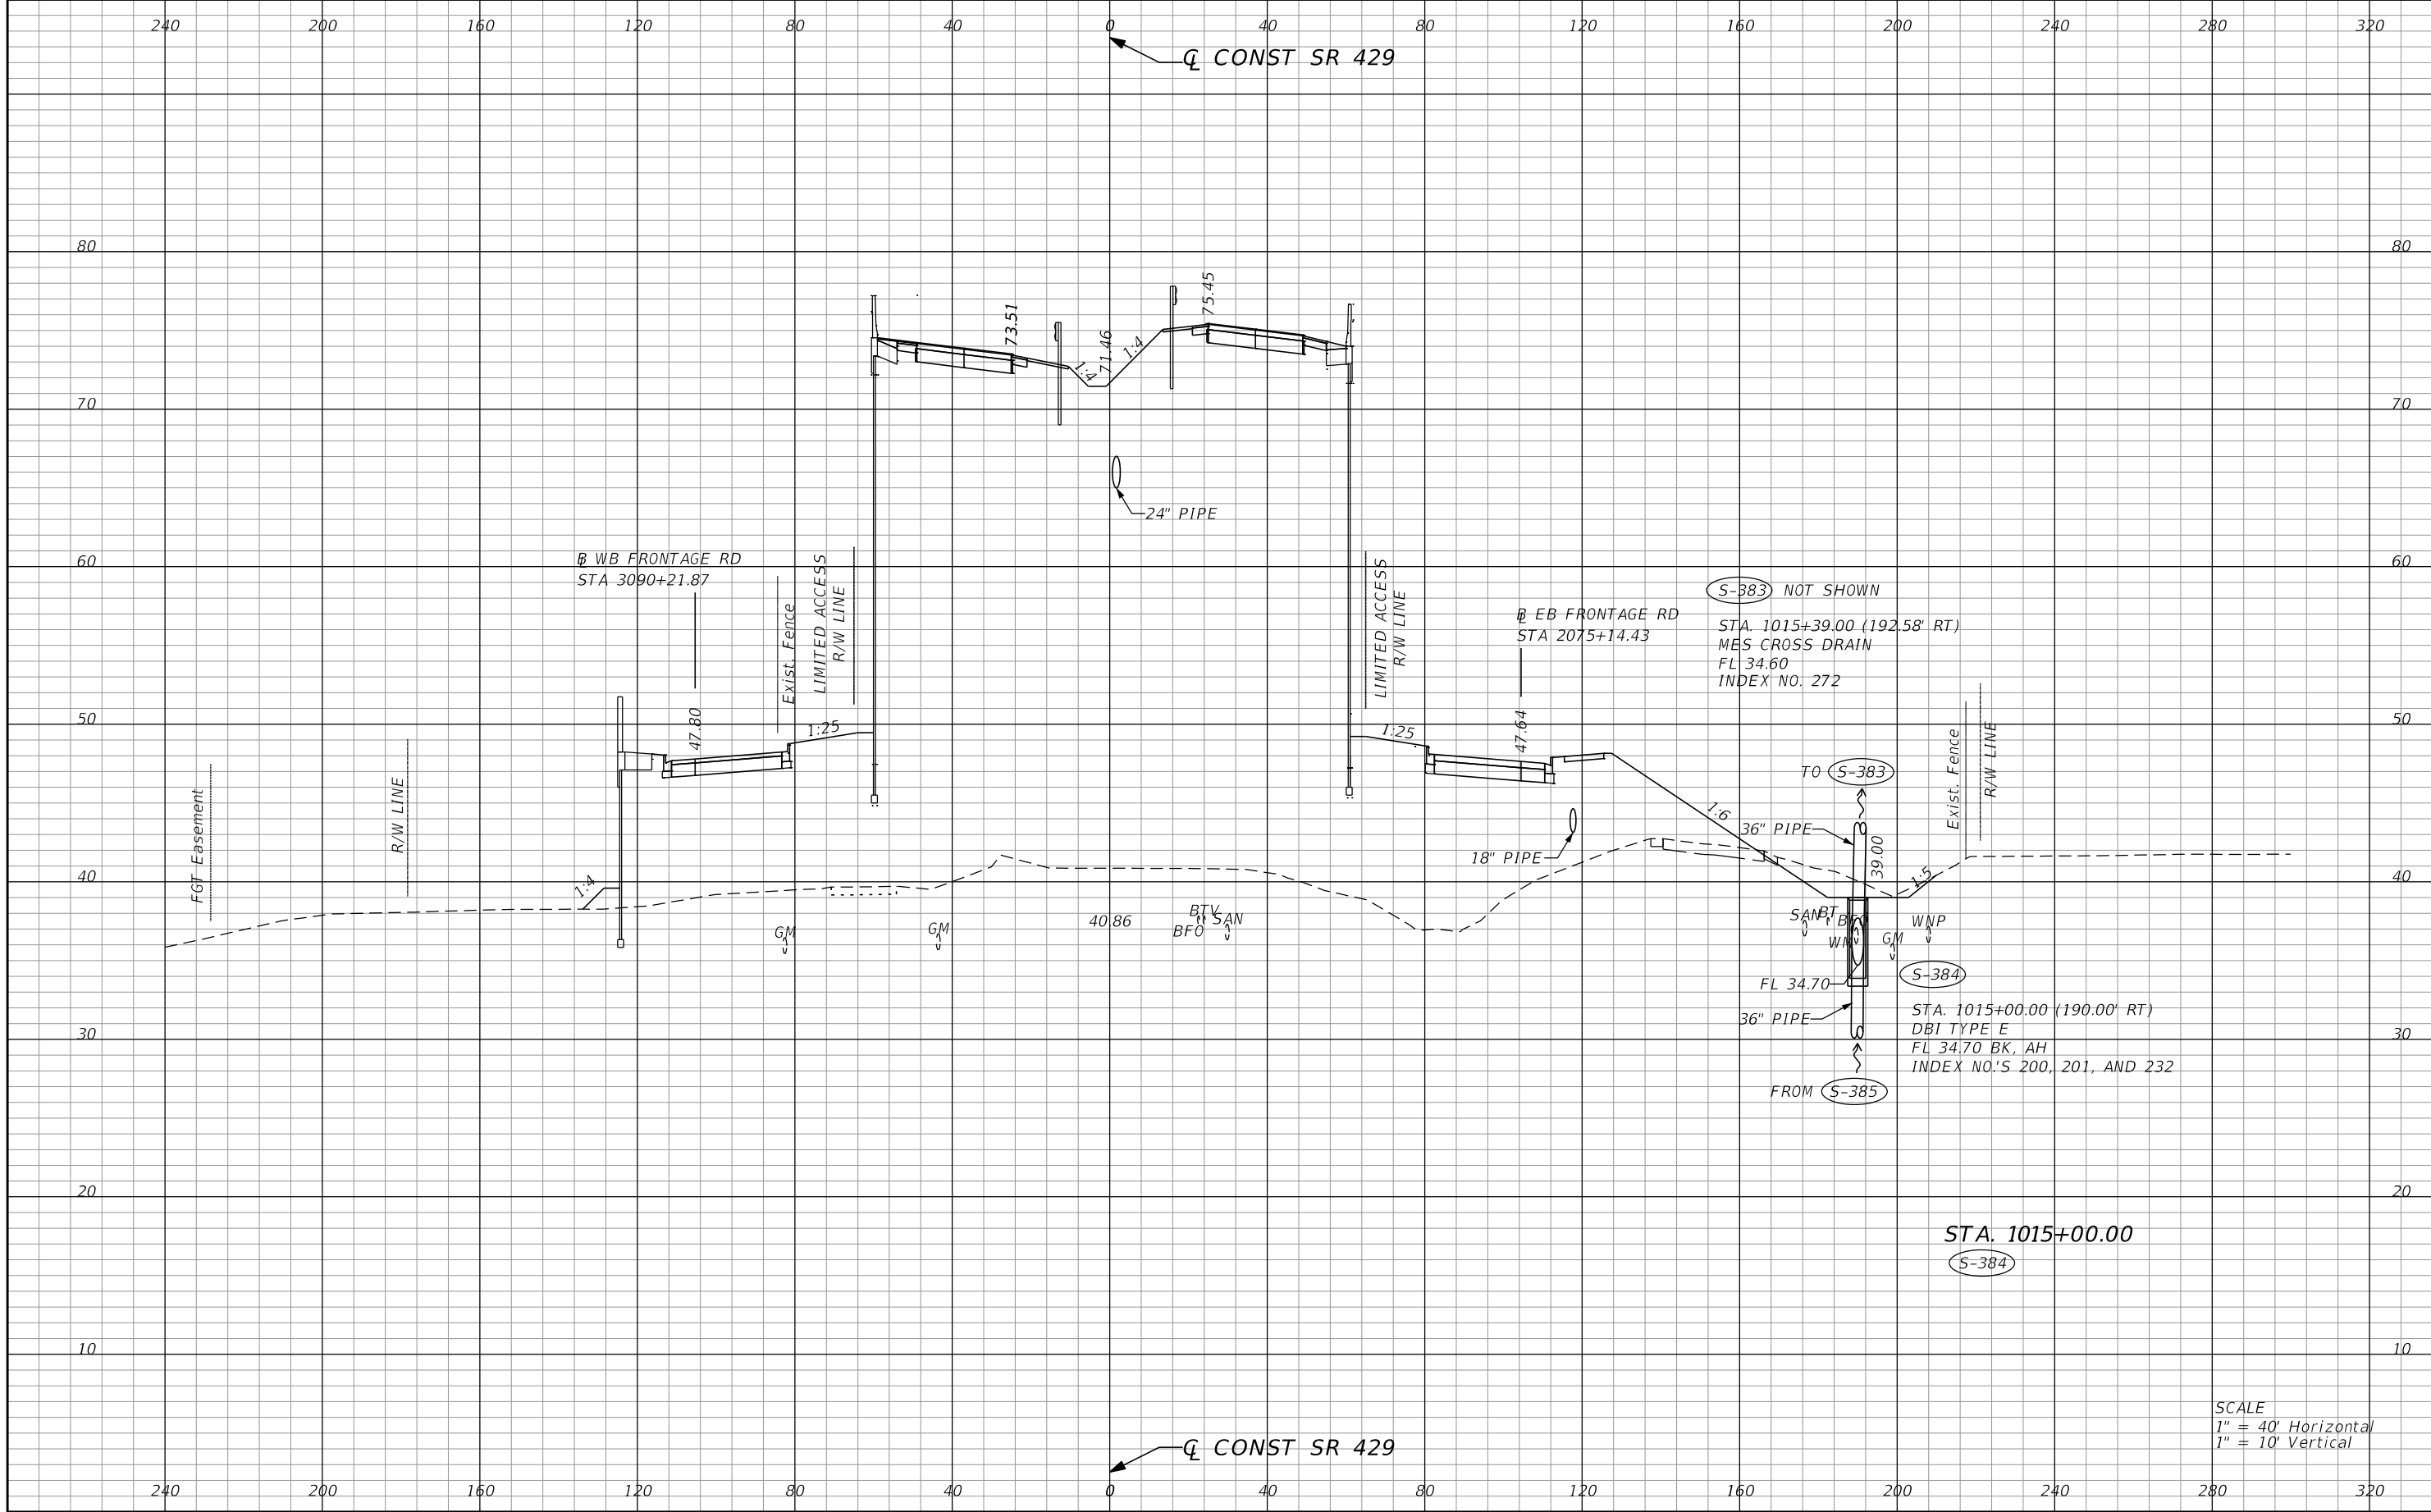 240 200 160 120 80 40 0 40 80 120 160 200 240 280 320
℄ CONST SR 429
80 80
75.45
73.51
71.46
1:4
1:4
70 70
24" PIPE
60 60
℄ WB FRONTAGE RD
STA 3090+21.87
Exist. Fence
LIMITED ACCESS
R/W LINE
LIMITED ACCESS
R/W LINE
S-383 NOT SHOWN
STA. 1015+39.00 (192.58' RT)
MES CROSS DRAIN
FL 34.60
INDEX NO. 272
EB FRONTAGE RD
STA 2075+14.43
50 50
47.80
1:25
1:25
47.64
TO S-383
Exist. Fence
R/W LINE
FGT Easement
R/W LINE
1:6
36" PIPE
39.00
18" PIPE
40 40
1:4
1:5
GM
GM
40.86
BTV
SAN
BFO
SAN
BT
GM
WNP
S-384
FL 34.70
36" PIPE
STA. 1015+00.00 (190.00' RT)
DBI TYPE E
FL 34.70 BK, AH
INDEX NO.'S 200, 201, AND 232
30 30
FROM S-385
20 20
STA. 1015+00.00
S-384
10 10
SCALE
1" = 40' Horizontal
1" = 10' Vertical
℄ CONST SR 429
240 200 160 120 80 40 0 40 80 120 160 200 240 280 320